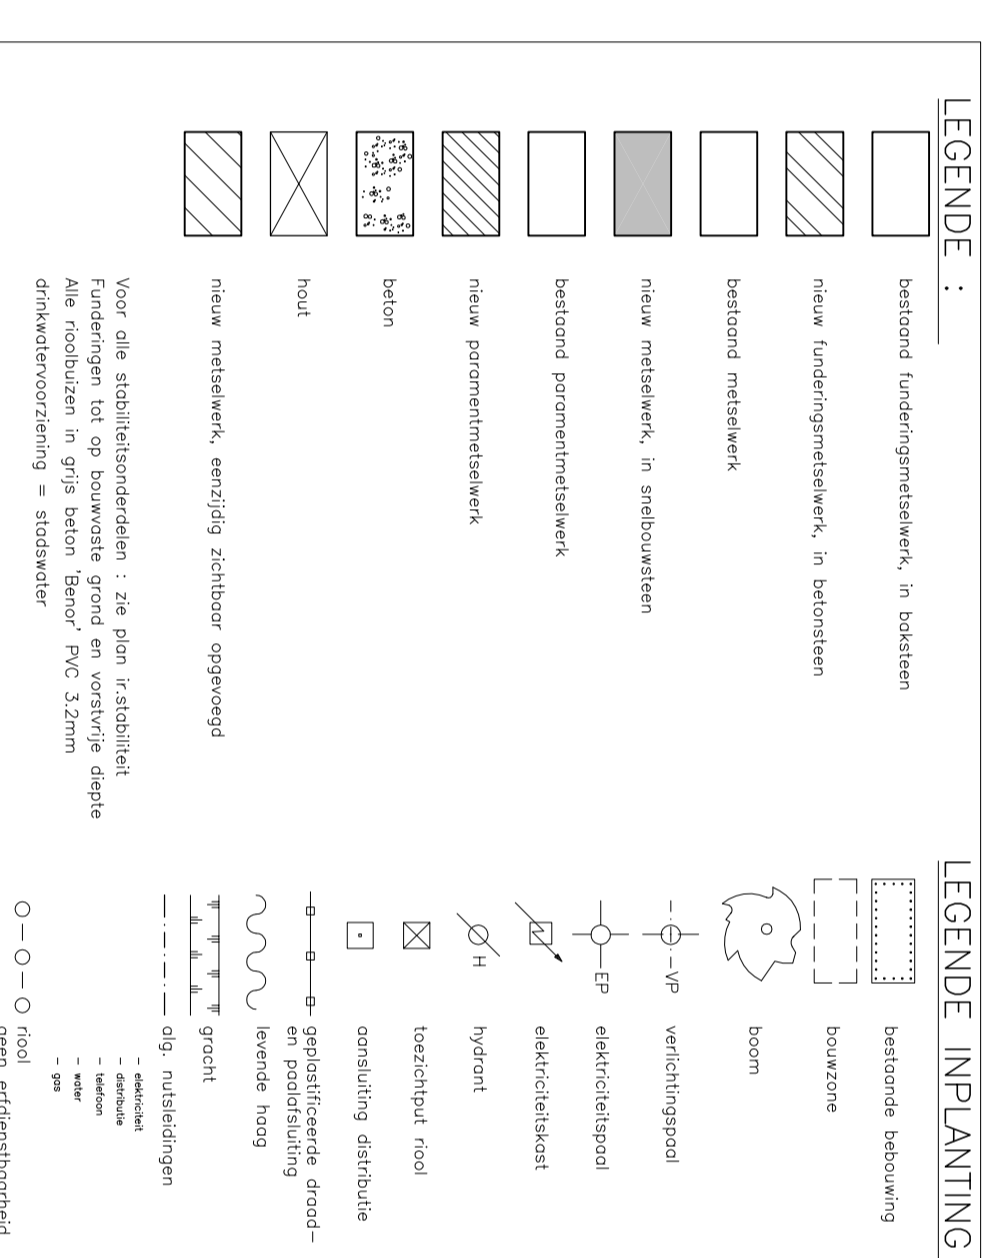 LEGENDE :
bestaand funderingsmetselwerk, in baksteen
nieuw funderingsmetselwerk, in betonsteen
bestaand metselwerk
nieuw metselwerk, in snelbouwsteen
bestaand paramentmetselwerk
nieuw paramentmetselwerk
beton
hout
nieuw metselwerk, eenzijdig zichtbaar opgevoegd
Voor alle stabiliteitsonderdelen : zie plan ir.stabiliteit
Funderingen tot op bouwvaste grond en vorstvrije diepte
Alle rioolbuizen in grijs beton 'Benor' PVC 3.2mm
drinkwatervoorziening = stadswater
LEGENDE INPLANTING
bestaande bebouwing
bouwzone
boom
VP
verlichtingspaal
EP
elektriciteitspaal
elektriciteitskast
H
hydrant
toezichtput riool
aansluiting distributie
geplastificeerde draad–
en paalafsluiting
levende haag
gracht
alg. nutsleidingen
– elektriciteit
– distributie
– telefoon
– water
– gas
riool
geen erfdienstbaarheid